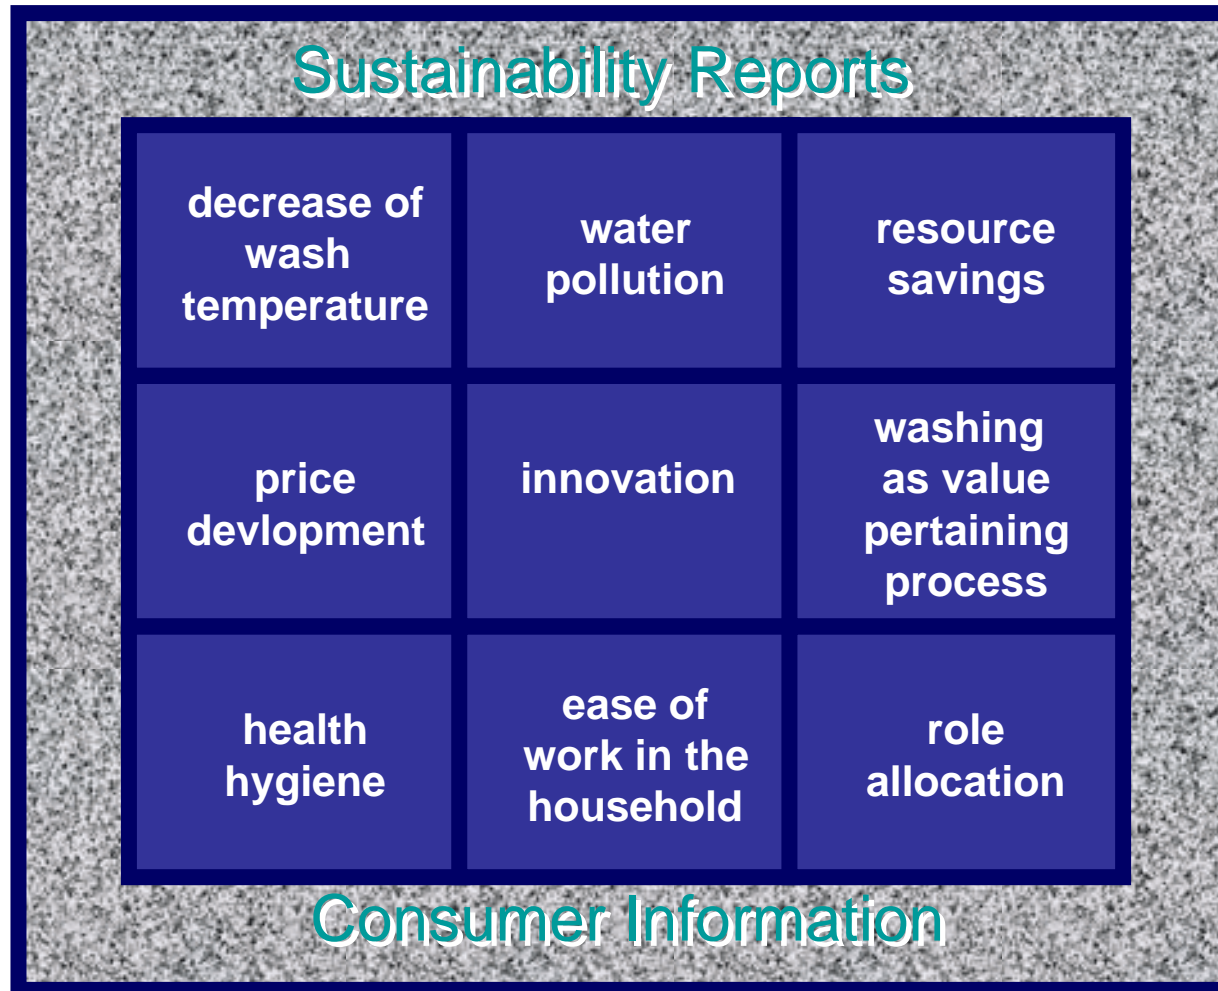 Sustainability Reports
decrease of
wash
temperature
water
pollution
resource
savings
price
devlopment
innovation
washing
as value
pertaining
process
health
hygiene
ease of
work in the
household
role
allocation
Consumer Information